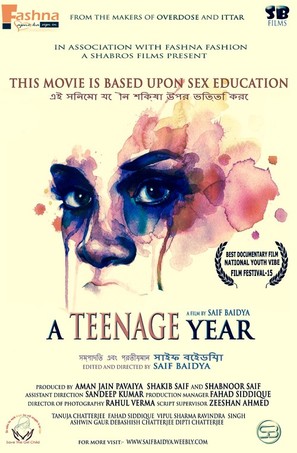 Fashna
FROM THE MAKERS OF OVERDOSE AND ITTAR
SB
FILMS
IN ASSOCIATION WITH FASHNA FASHION
A SHABROS FILMS PRESENT
THIS MOVIE IS BASED UPON SEX EDUCATION
BEST DOCUMENTARY FILM
NATIONAL YOUTH VIBE
FILM FESTIVAL-15
A FILM BY SAIF BAIDYA
A TEENAGE YEAR
EDITED AND DIRECTED BY SAIF BAIDYA
PRODUCED BY AMAN JAIN PAVAIYA SHAKIB SAIF AND SHABNOOR SAIF
ASSISTANT DIRECTION SANDEEP KUMAR PRODUCTION MANAGER FAHAD SIDDIQUE
DIRECTOR OF PHOTOGRAPHY RAHUL VERMA SCRIPT SUPERVISOR ZEESHAN AHMED
TANUJA CHATTERJEE FAHAD SIDDIQUE VIPUL SHARMA RAVINDRA SINGH
ASHWIN GAUR DEBASHISH CHATTERJEE DIPTI CHATTERJEE
FOR MORE VISIT:- WWW.SAIFBAIDYA.WEEBLY.COM